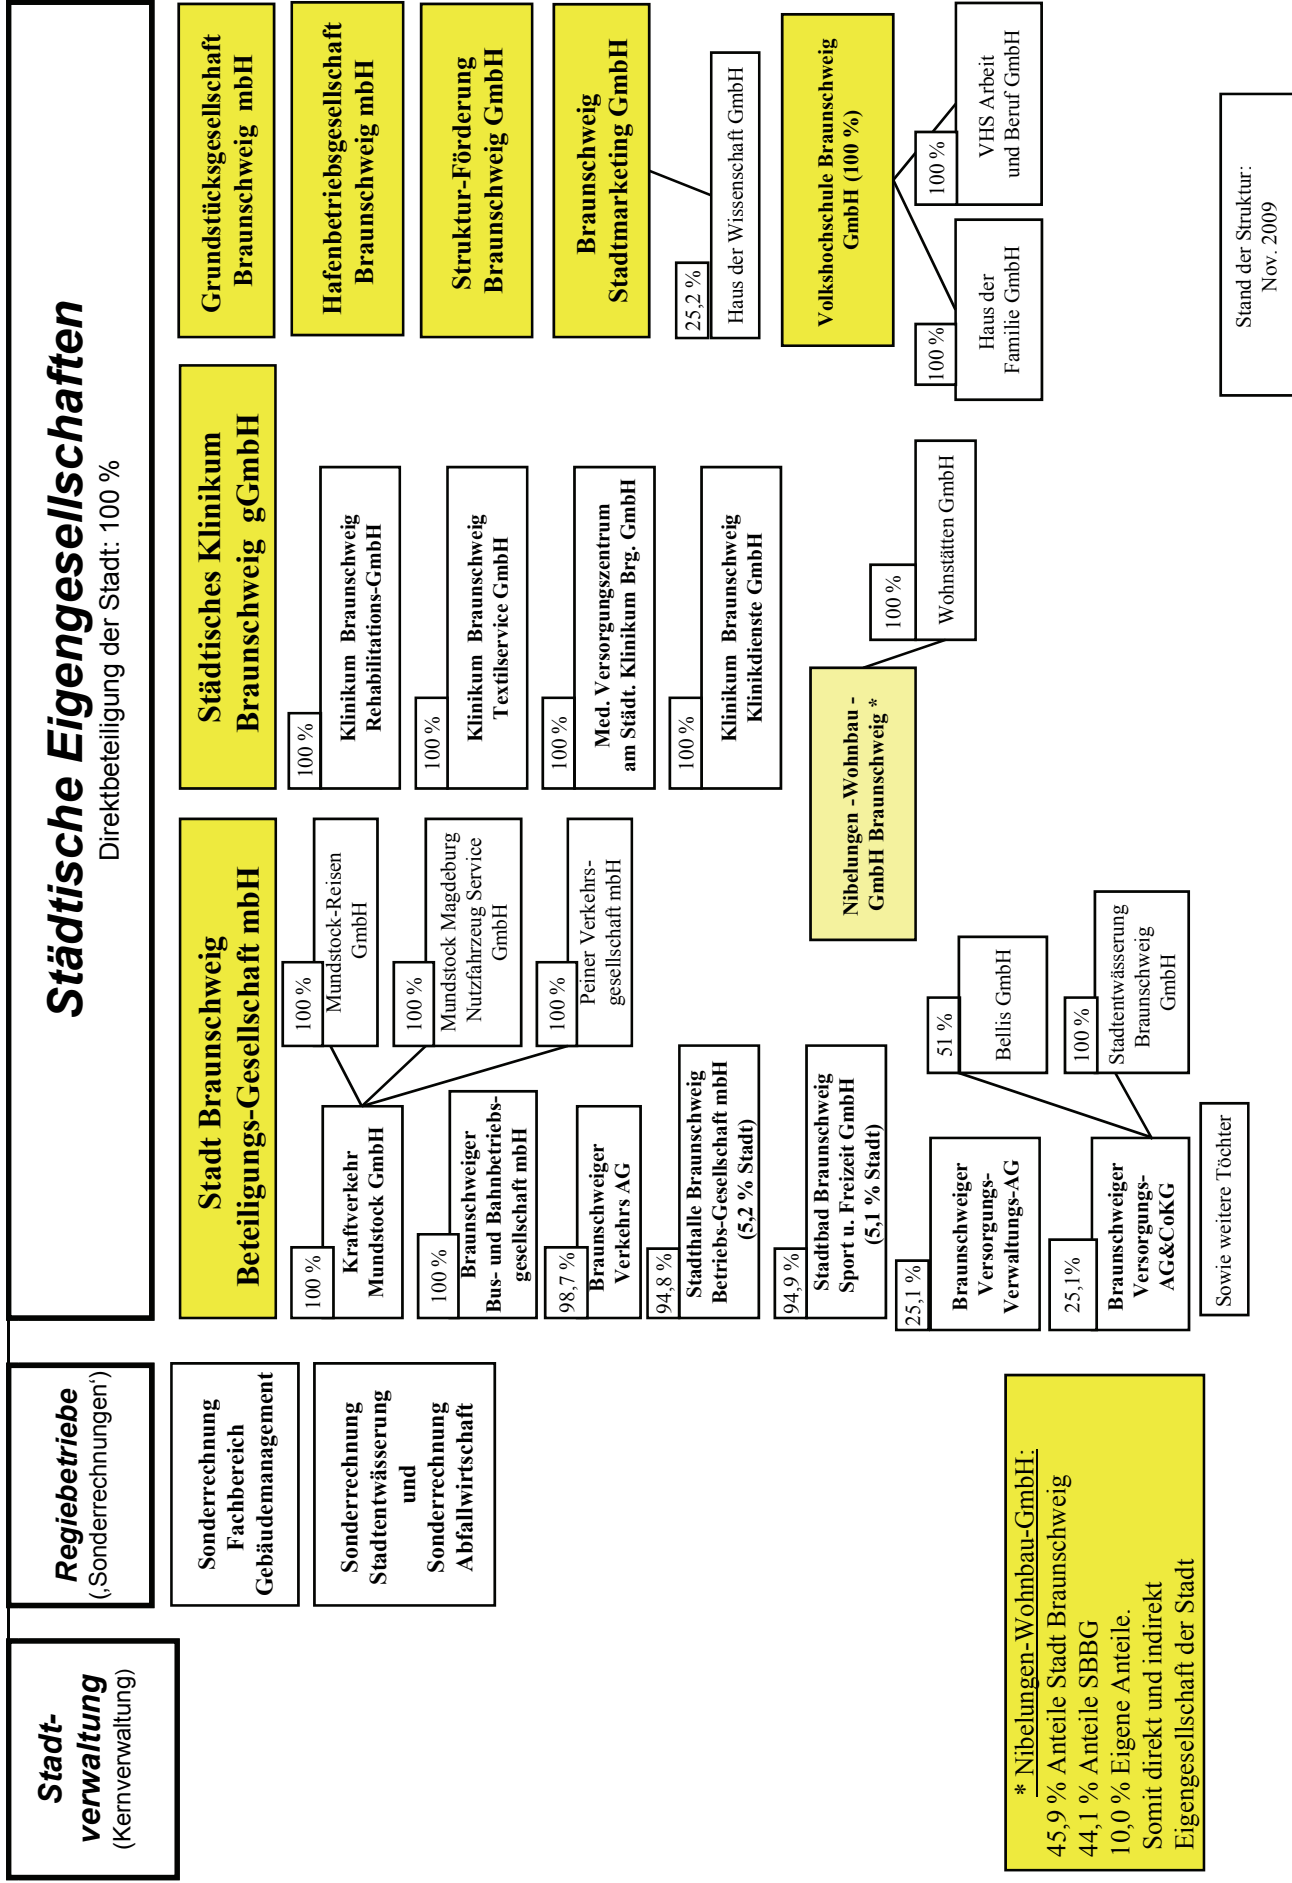 Stadt-
verwaltung
(Kernverwaltung)
Regiebetriebe
(‚Sonderrechnungen‘)
Städtische Eigengesellschaften
Direktbeteiligung der Stadt: 100 %
Sonderrechnung
Fachbereich
Gebäudemanagement
Sonderrechnung
Stadtentwässerung
und
Sonderrechnung
Abfallwirtschaft
Stadt Braunschweig
Beteiligungs-Gesellschaft mbH
100 %
Kraftverkehr
Mundstock GmbH
100 %
Mundstock-Reisen
GmbH
100 %
Mundstock Magdeburg
Nutzfahrzeug Service
GmbH
100 %
Peiner Verkehrs-
gesellschaft mbH
100 %
Braunschweiger
Bus- und Bahnbetriebs-
gesellschaft mbH
98,7 %
Braunschweiger
Verkehrs AG
94,8 %
Stadthalle Braunschweig
Betriebs-Gesellschaft mbH
(5,2 % Stadt)
94,9 %
Stadtbad Braunschweig
Sport u. Freizeit GmbH
(5,1 % Stadt)
25,1 %
Braunschweiger
Versorgungs-
Verwaltungs-AG
25,1%
Braunschweiger
Versorgungs-
AG&CoKG
51 %
Bellis GmbH
100 %
Stadtentwässerung
Braunschweig
GmbH
Sowie weitere Töchter
Städtisches Klinikum
Braunschweig gGmbH
100 %
Klinikum Braunschweig
Rehabilitations-GmbH
100 %
Klinikum Braunschweig
Textilservice GmbH
100 %
Med. Versorgungszentrum
am Städt. Klinikum Brg. GmbH
100 %
Klinikum Braunschweig
Klinikdienste GmbH
Nibelungen -Wohnbau -
GmbH Braunschweig *
100 %
Wohnstätten GmbH
Grundstücksgesellschaft
Braunschweig mbH
Hafenbetriebsgesellschaft
Braunschweig mbH
Struktur-Förderung
Braunschweig GmbH
Braunschweig
Stadtmarketing GmbH
25,2 %
Haus der Wissenschaft GmbH
Volkshochschule Braunschweig
GmbH (100 %)
100 %
Haus der
Familie GmbH
100 %
VHS Arbeit
und Beruf GmbH
* Nibelungen-Wohnbau-GmbH:
45,9 % Anteile Stadt Braunschweig
44,1 % Anteile SBBG
10,0 % Eigene Anteile.
Somit direkt und indirekt
Eigengesellschaft der Stadt
Stand der Struktur:
Nov. 2009